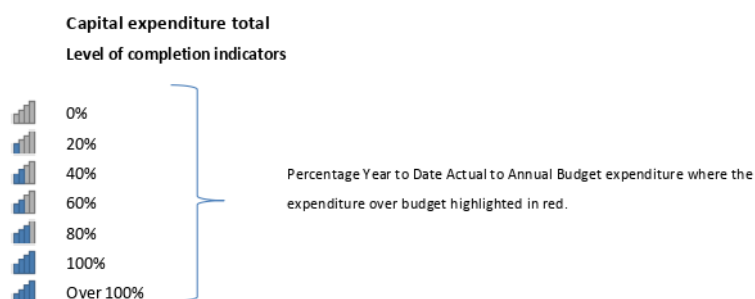 Capital expenditure total
Level of completion indicators
0%
20%
40%
60%
80%
100%
Over 100%
Percentage Year to Date Actual to Annual Budget expenditure where the
expenditure over budget highlighted in red.